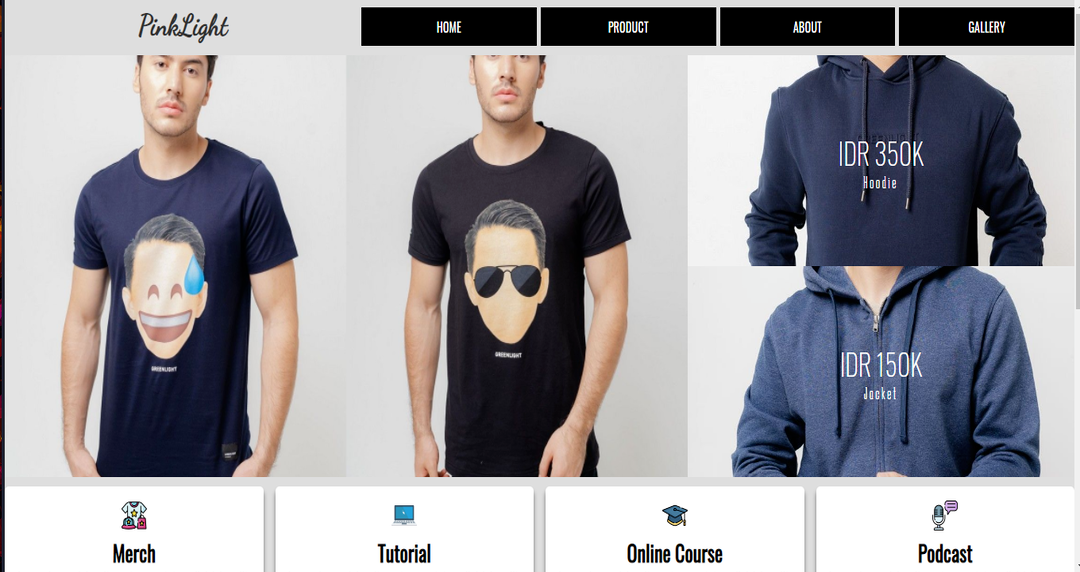 PinkLight
HOME
PRODUCT
ABOUT
GALLERY
GREENLIGHT
GREENLIGHT
IDR 350K
Hoodie
IDR 150K
Jacket
Merch
Tutorial
Online Course
Podcast